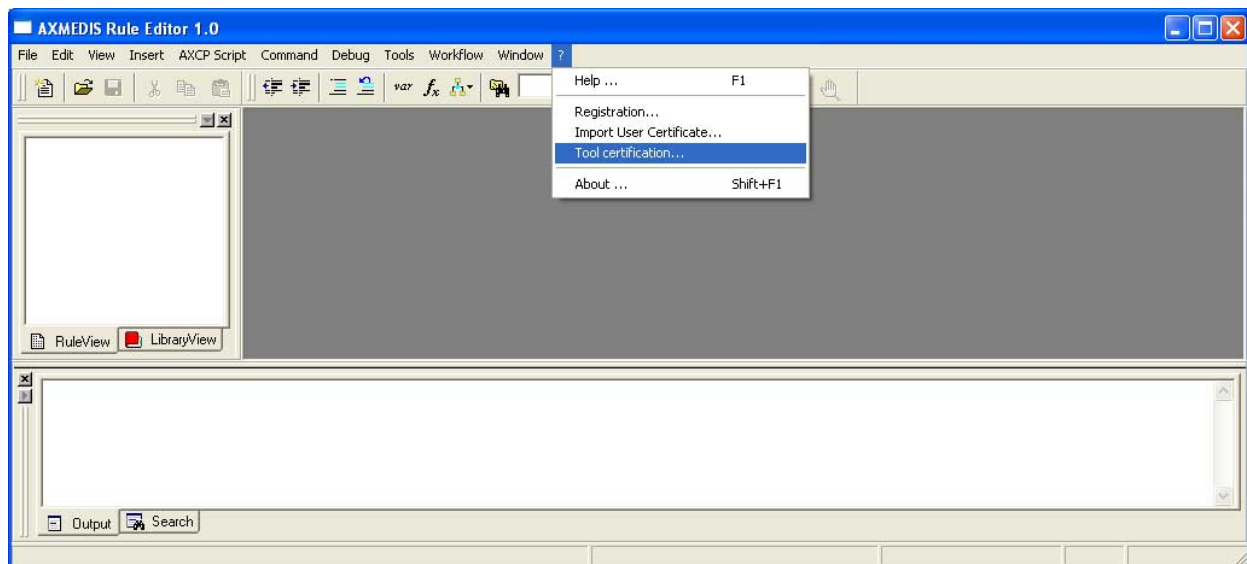 AXMEDIS Rule Editor 1.0
File Edit View Insert AXCP Script Command Debug Tools Workflow Window ?
var fx
Help ... F1
Registration...
Import User Certificate...
Tool certification...
About ... Shift+F1
RuleView LibraryView
Output Search